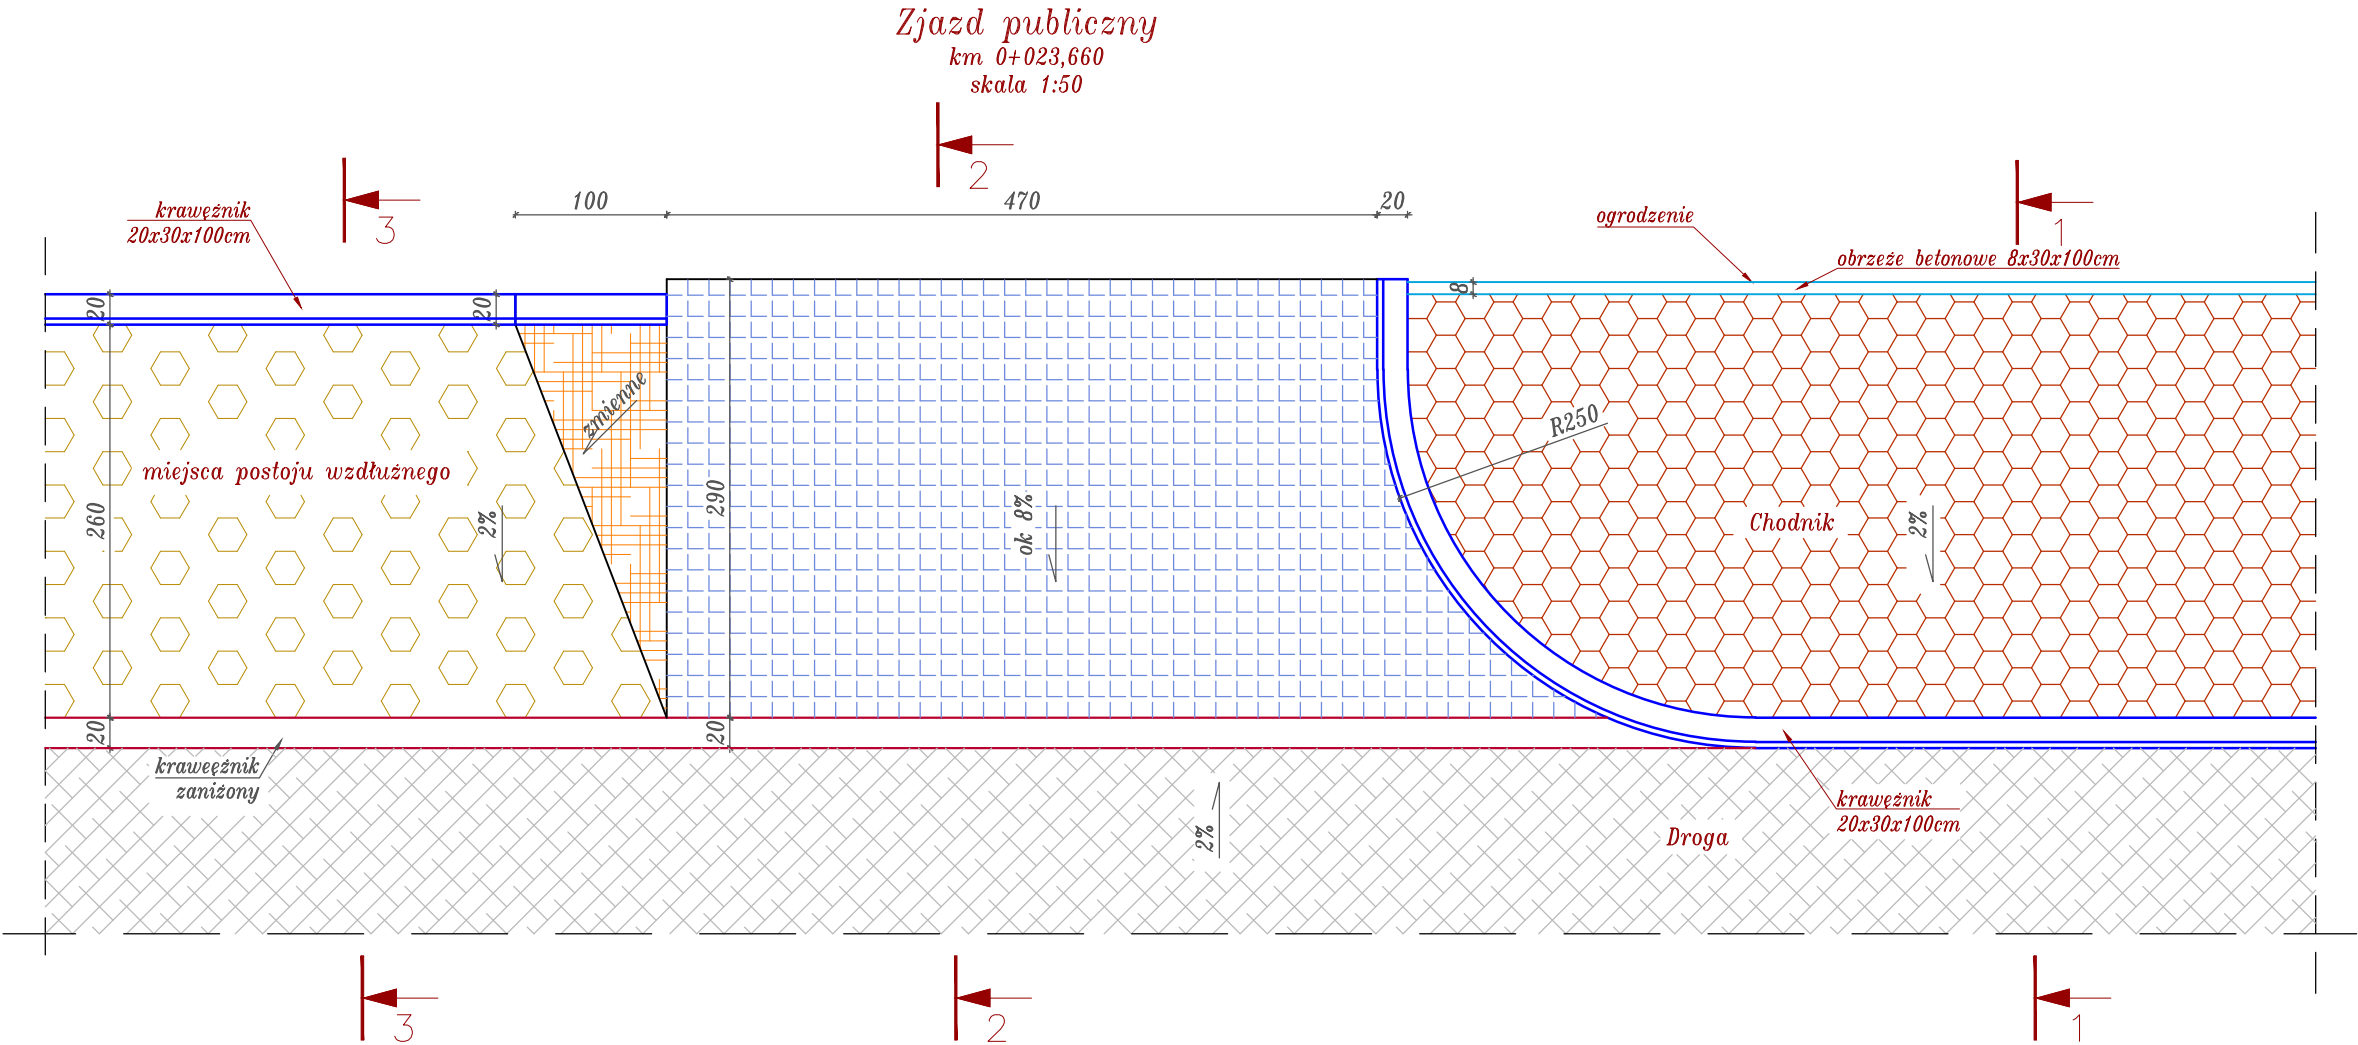 Zjazd publiczny
km 0+023,660
skala 1:50
2
3
1
100
470
20
krawężnik
20x30x100cm
ogrodzenie
obrzeże betonowe 8x30x100cm
20
20
8
zmienne
R250
miejsca postoju wzdłużnego
260
2%
290
ok 8%
Chodnik
2%
20
20
kraweężnik
zaniżony
2%
krawężnik
20x30x100cm
Droga
3
2
1